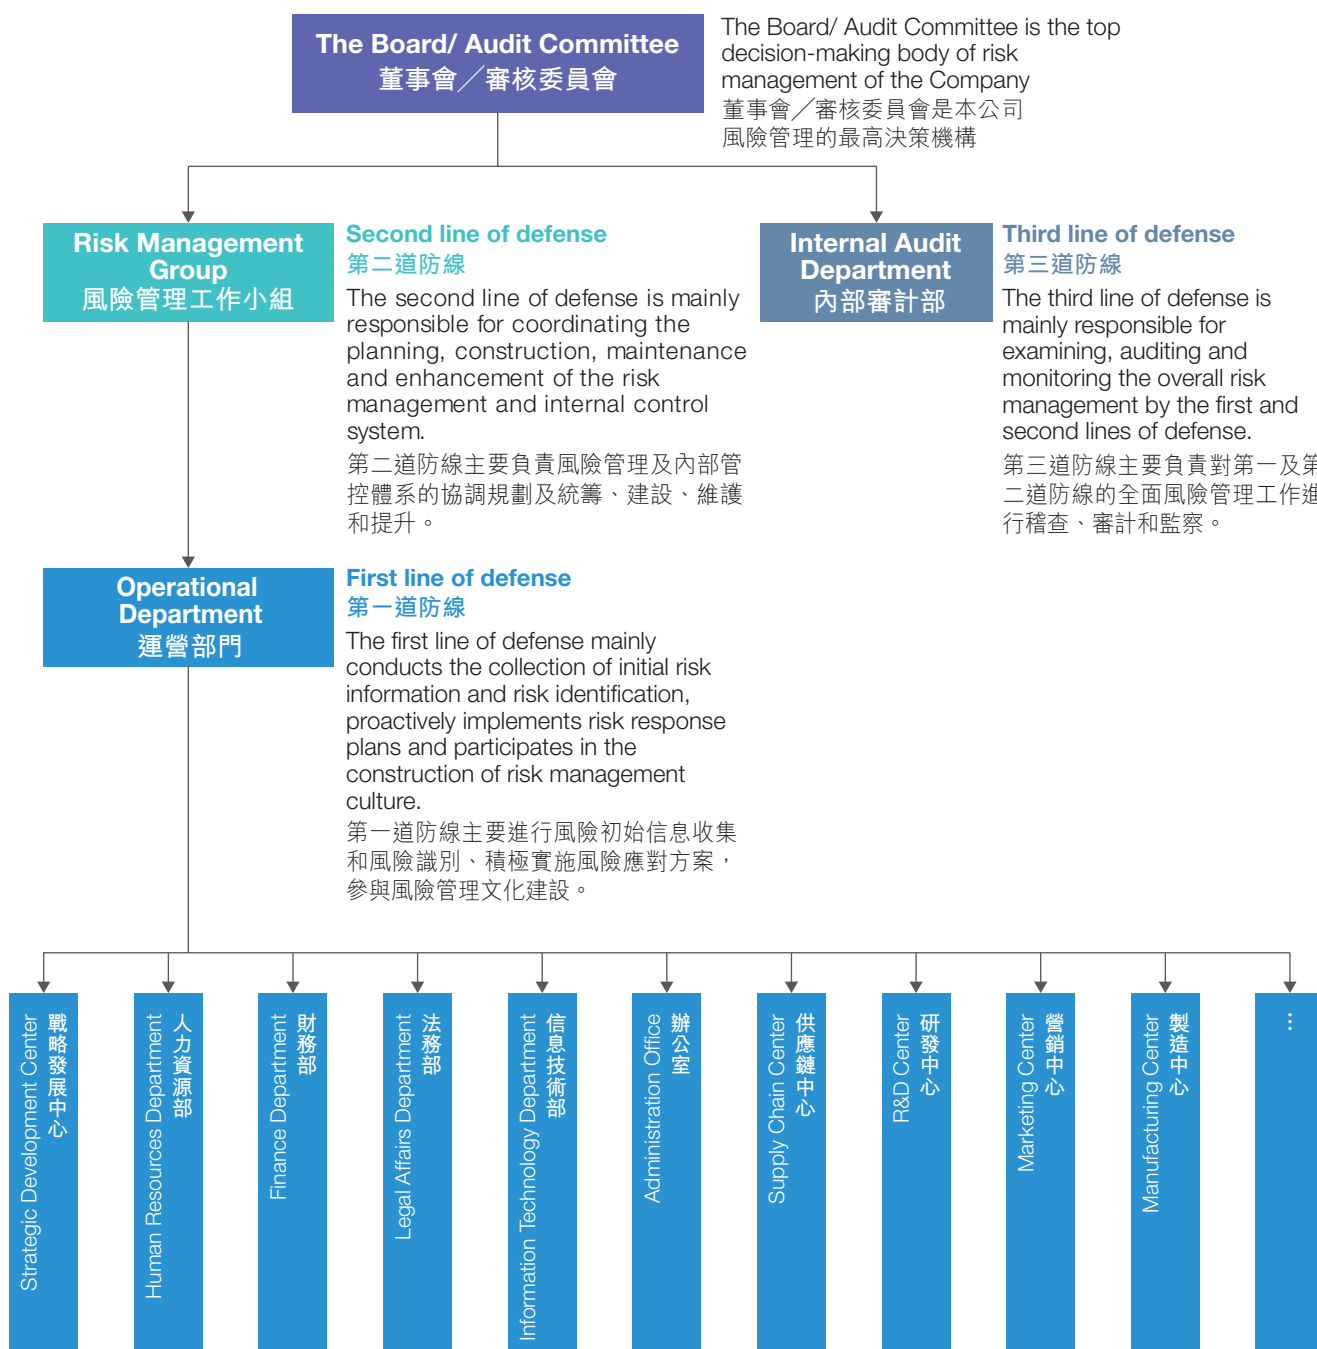 The Board/ Audit Committee
董事會／審核委員會
The Board/ Audit Committee is the top
decision-making body of risk
management of the Company
董事會／審核委員會是本公司
風險管理的最高決策機構
Risk Management
Group
風險管理工作小組
Second line of defense
第二道防線
The second line of defense is mainly
responsible for coordinating the
planning, construction, maintenance
and enhancement of the risk
management and internal control
system.
第二道防線主要負責風險管理及內部管
控體系的協調規劃及統籌、建設、維護
和提升。
Internal Audit
Department
內部審計部
Third line of defense
第三道防線
The third line of defense is
mainly responsible for
examining, auditing and
monitoring the overall risk
management by the first and
second lines of defense.
第三道防線主要負責對第一及第
二道防線的全面風險管理工作進
行稽查、審計和監察。
Operational
Department
運營部門
First line of defense
第一道防線
The first line of defense mainly
conducts the collection of initial risk
information and risk identification,
proactively implements risk response
plans and participates in the
construction of risk management
culture.
第一道防線主要進行風險初始信息收集
和風險識別、積極實施風險應對方案，
參與風險管理文化建設。
戰略發展中心
Strategic Development Center
人力資源部
Human Resources Department
財務部
Finance Department
法務部
Legal Affairs Department
信息技術部
Information Technology Department
辦公室
Administration Office
供應鏈中心
Supply Chain Center
研發中心
R&D Center
營銷中心
Marketing Center
製造中心
Manufacturing Center
…